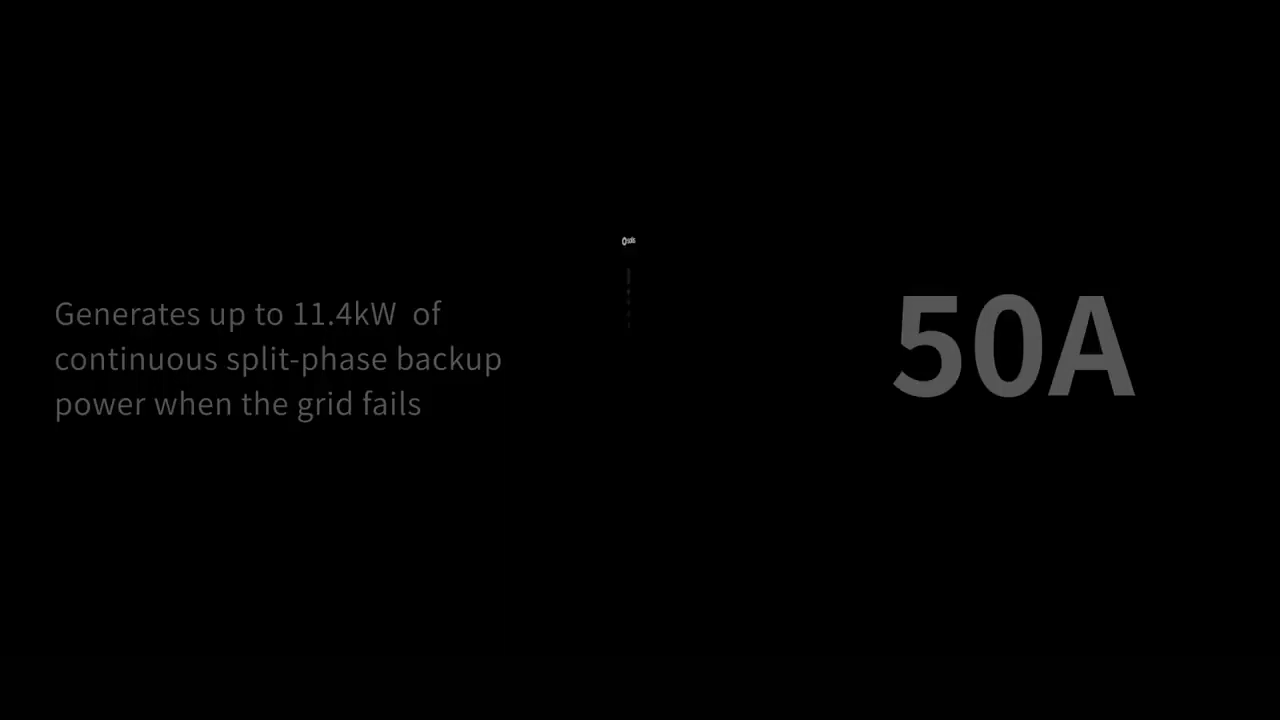 Generates up to 11.4kW of
continuous split-phase backup
power when the grid fails
50A